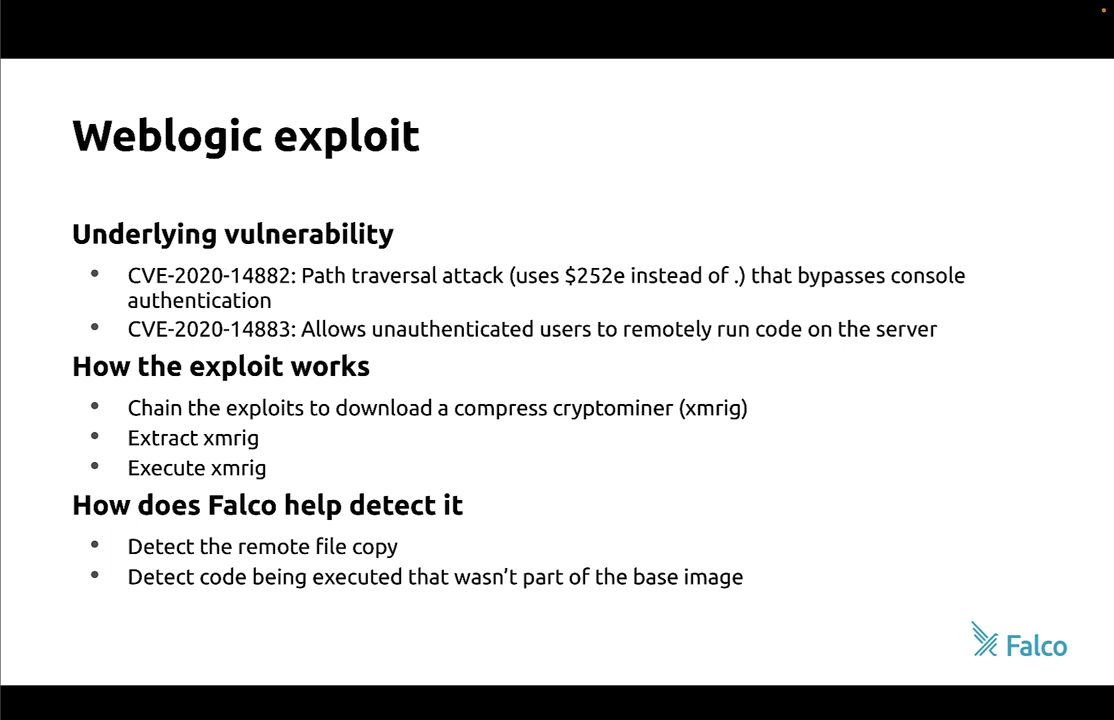 Weblogic exploit
Underlying vulnerability
• CVE-2020-14882: Path traversal attack (uses $252e instead of .) that bypasses console
authentication
• CVE-2020-14883: Allows unauthenticated users to remotely run code on the server
How the exploit works
• Chain the exploits to download a compress cryptominer (xmrig)
• Extract xmrig
• Execute xmrig
How does Falco help detect it
• Detect the remote file copy
• Detect code being executed that wasn’t part of the base image
Falco